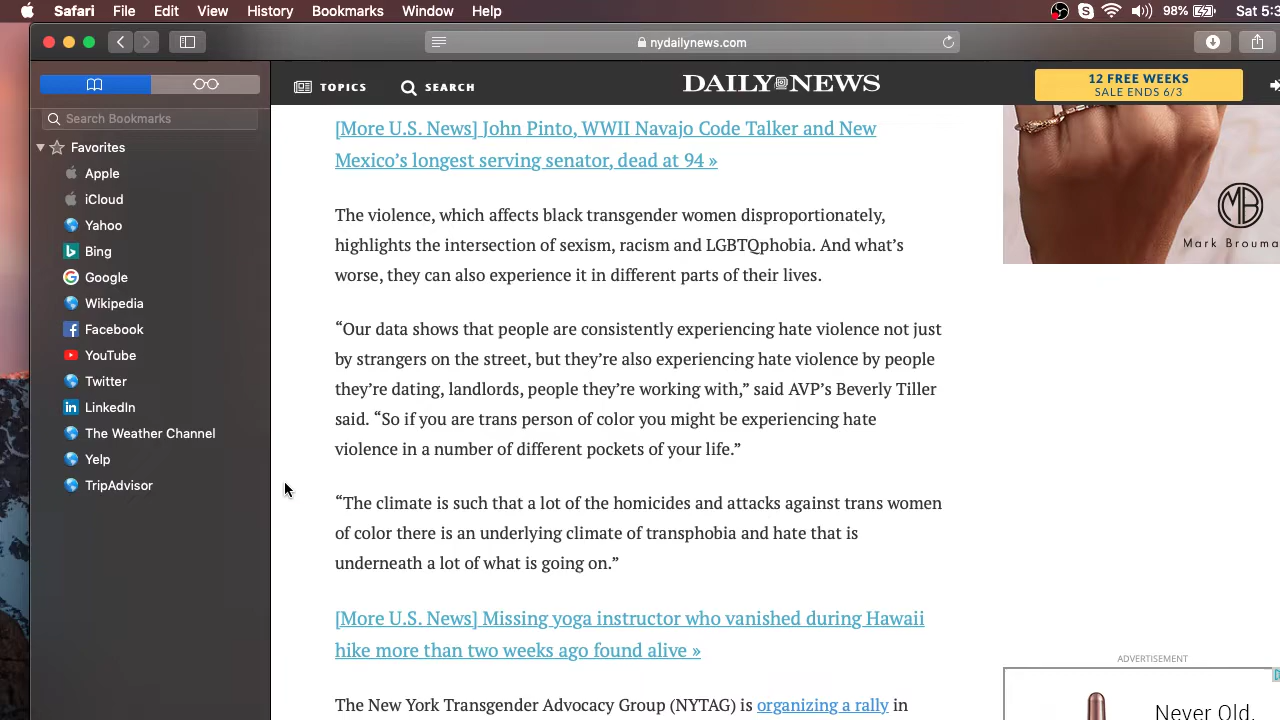 Safari File Edit View History Bookmarks Window Help 98% Sat 5:3
nydailynews.com
TOPICS SEARCH DAILY NEWS 12 FREE WEEKS
SALE ENDS 6/3
Search Bookmarks
Favorites
Apple
iCloud
Yahoo
Bing
Google
Wikipedia
Facebook
YouTube
Twitter
LinkedIn
The Weather Channel
Yelp
TripAdvisor
[More U.S. News] John Pinto, WWII Navajo Code Talker and New
Mexico’s longest serving senator, dead at 94 »
The violence, which affects black transgender women disproportionately,
highlights the intersection of sexism, racism and LGBTQphobia. And what’s
worse, they can also experience it in different parts of their lives.
“Our data shows that people are consistently experiencing hate violence not just
by strangers on the street, but they’re also experiencing hate violence by people
they’re dating, landlords, people they’re working with,” said AVP’s Beverly Tiller
said. “So if you are trans person of color you might be experiencing hate
violence in a number of different pockets of your life.”
“The climate is such that a lot of the homicides and attacks against trans women
of color there is an underlying climate of transphobia and hate that is
underneath a lot of what is going on.”
[More U.S. News] Missing yoga instructor who vanished during Hawaii
hike more than two weeks ago found alive »
The New York Transgender Advocacy Group (NYTAG) is organizing a rally in
MB
Mark Brouma
ADVERTISEMENT
Never Old.